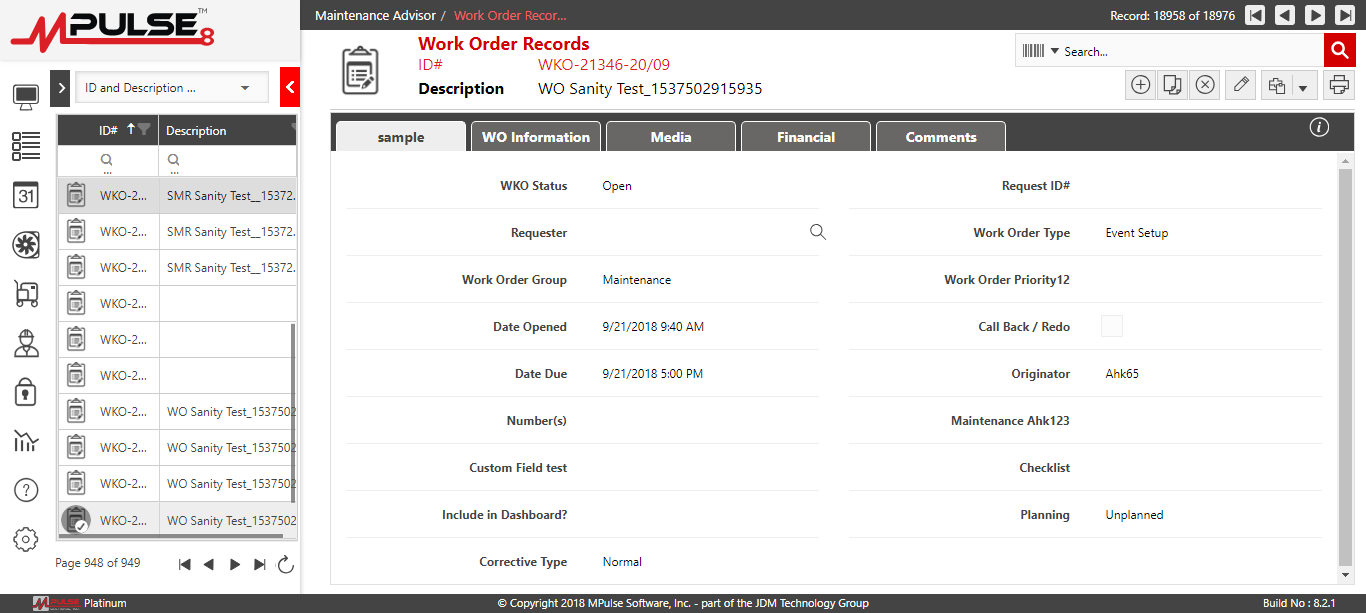 MPULSE 8 TM
Maintenance Advisor / Work Order Recor...
Record: 18958 of 18976
Work Order Records
ID# WKO-21346-20/09
Description WO Sanity Test_1537502915935
Search...
ID and Description ...
ID# Description
...
...
WKO-2... SMR Sanity Test__15372.
WKO-2... SMR Sanity Test__15372.
WKO-2... SMR Sanity Test__15372.
WKO-2...
WKO-2...
WKO-2...
WKO-2... WO Sanity Test_1537502
WKO-2... WO Sanity Test_1537502
WKO-2... WO Sanity Test_1537502
WKO-2... WO Sanity Test_1537502
Page 948 of 949
31
sample WO Information Media Financial Comments
WKO Status Open Request ID#
Requester Work Order Type Event Setup
Work Order Group Maintenance Work Order Priority12
Date Opened 9/21/2018 9:40 AM Call Back / Redo
Date Due 9/21/2018 5:00 PM Originator Ahk65
Number(s) Maintenance Ahk123
Custom Field test Checklist
Include in Dashboard? Planning Unplanned
Corrective Type Normal
MPULSE Platinum
© Copyright 2018 MPulse Software, Inc. - part of the JDM Technology Group
Build No : 8.2.1